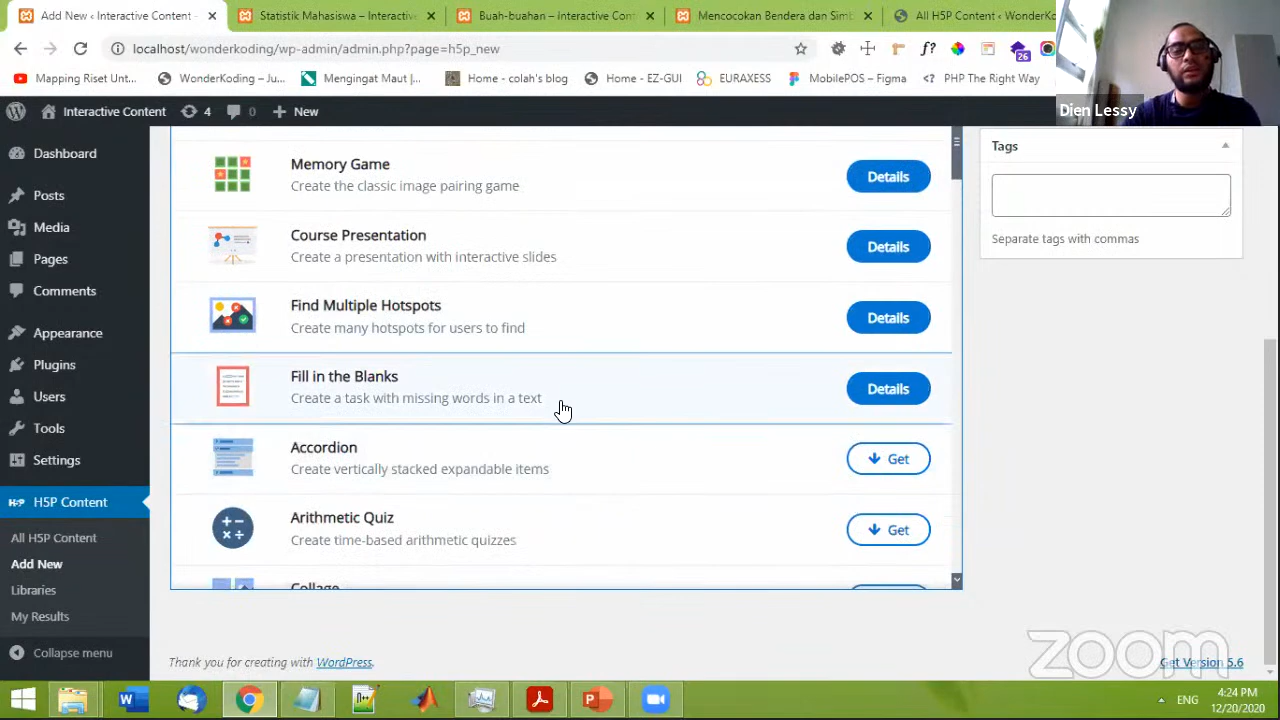 Add New ‹ Interactive Content -
Statistik Mahasiswa – Interactive
Buah-buahan – Interactive Cont
Mencocokan Bendera dan Simb
All H5P Content ‹ WonderKo
localhost/wonderkoding/wp-admin/admin.php?page=h5p_new
f?
26
Mapping Riset Unt...
WonderKoding – Ju...
Mengingat Maut |...
Home - colah's blog
Home - EZ-GUI
EURAXESS
MobilePOS – Figma
PHP The Right Way
Dien Lessy
Interactive Content
4
0
New
Dashboard
Posts
Media
Pages
Comments
Appearance
Plugins
Users
Tools
Settings
H5P Content
All H5P Content
Add New
Libraries
My Results
Collapse menu
Memory Game
Create the classic image pairing game
Details
Course Presentation
Create a presentation with interactive slides
Details
Find Multiple Hotspots
Create many hotspots for users to find
Details
Fill in the Blanks
Create a task with missing words in a text
Details
Accordion
Create vertically stacked expandable items
Get
Arithmetic Quiz
Create time-based arithmetic quizzes
Get
Collage
Tags
Separate tags with commas
Thank you for creating with WordPress.
Get Version 5.6
zoom
ENG
4:24 PM
12/20/2020